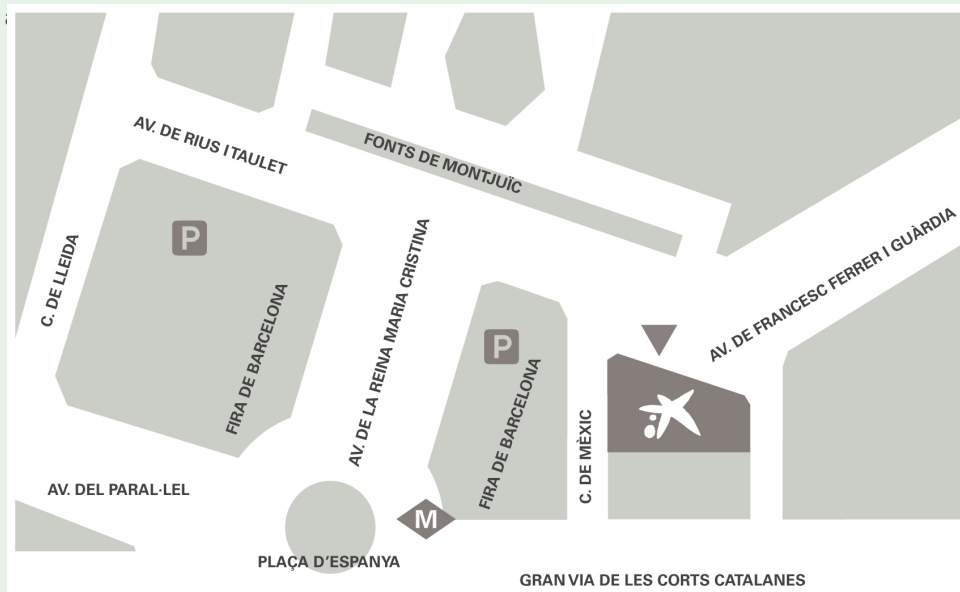 AV. DE RIUS I TAULET
FONTS DE MONTJUÏC
P
C. DE LLEIDA
FIRA DE BARCELONA
AV. DE LA REINA MARIA CRISTINA
AV. DE FRANCESC FERRER I GUÀRDIA
P
FIRA DE BARCELONA
C. DE MÈXIC
AV. DEL PARAL·LEL
M
PLAÇA D'ESPANYA
GRAN VIA DE LES CORTS CATALANES